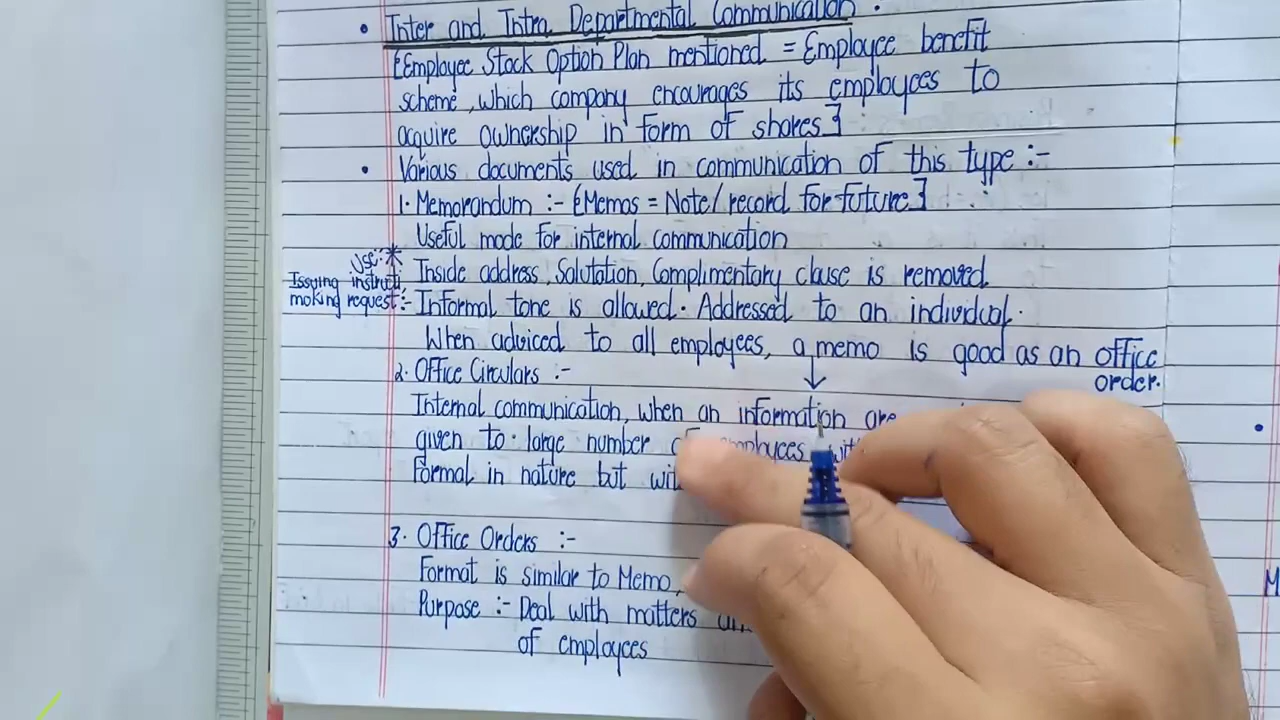 • Inter and Intra Departmental Communication .
[Employee Stock Option Plan mentioned = Employee benefit
scheme, which company encourages its employees to
acquire ownership in form of shares]
• Various documents used in communication of this type :-
1. Memorandum :- [Memos = Note/ record for future]
Useful mode for internal communication
Use:- *
Inside address, Salutation, Complimentary clause is removed
Issuing instructi
making request:-
Informal tone is allowed. Addressed to an individual.
When adviced to all employees, a memo is good as an office
order.
2. Office Circulars :-
Internal communication, when an information are
given to large number of employees
Formal in nature but
3. Office Orders :-
Format is similar to Memo,
Purpose :- Deal with matters
of employees